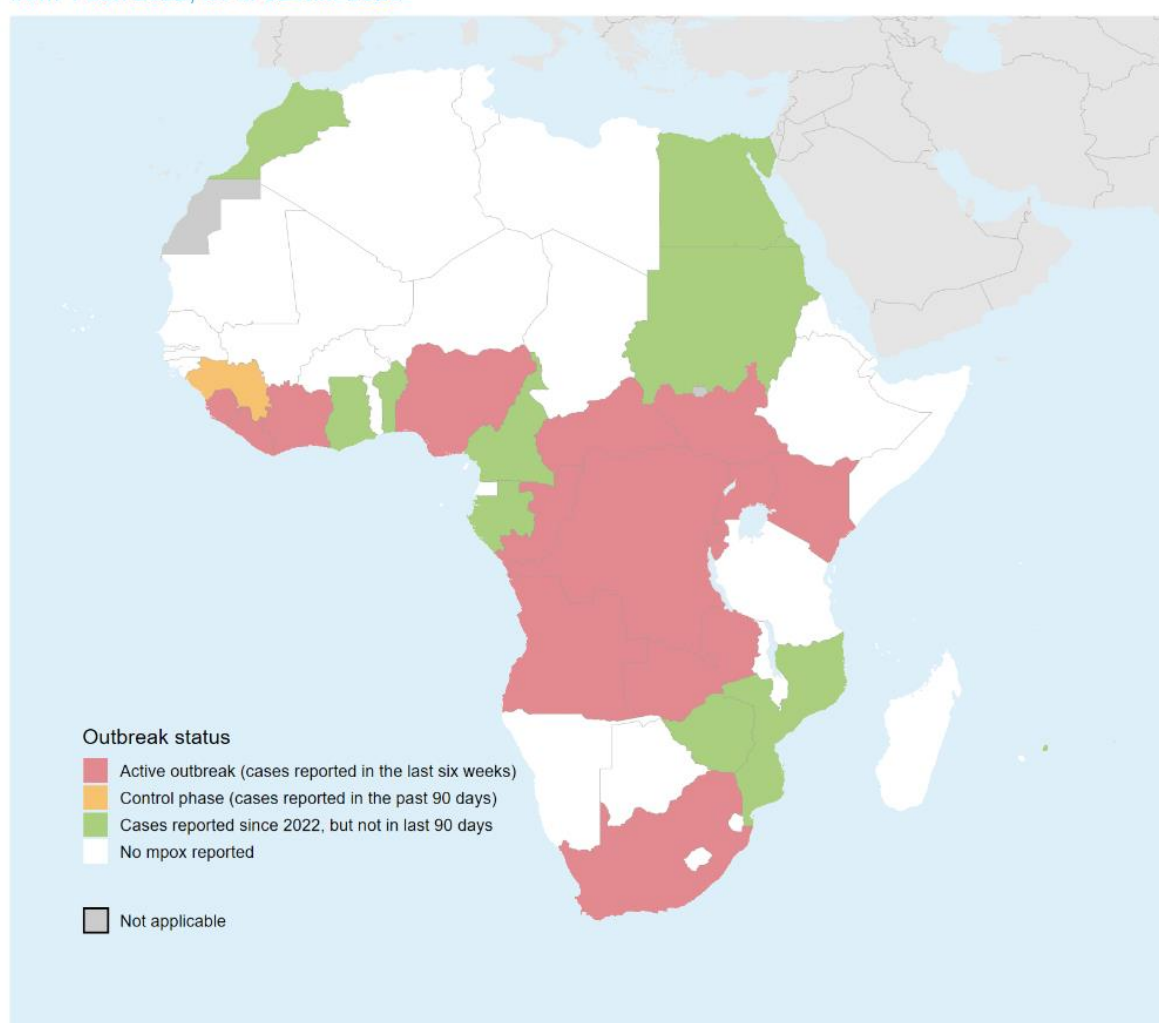 Outbreak status
Active outbreak (cases reported in the last six weeks)
Control phase (cases reported in the past 90 days)
Cases reported since 2022, but not in last 90 days
No mpox reported
Not applicable